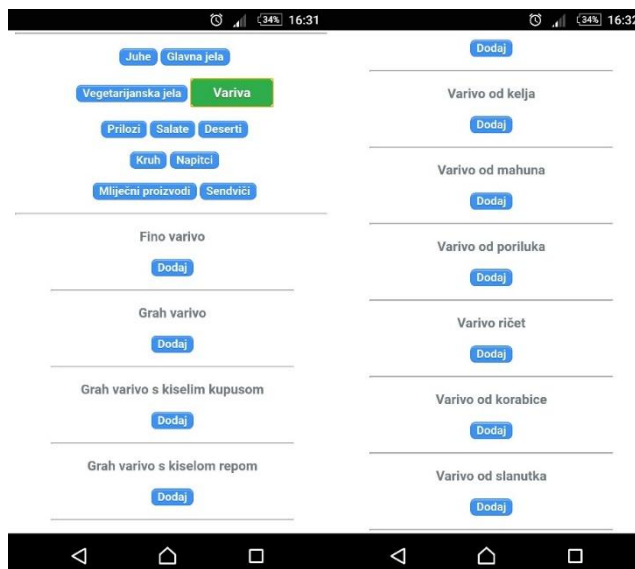 34% 16:31
Juhe Glavna jela
Vegetarijanska jela Variva
Prilozi Salate Deserti
Kruh Napitci
Mliječni proizvodi Sendviči
Fino varivo
Dodaj
Grah varivo
Dodaj
Grah varivo s kiselim kupusom
Dodaj
Grah varivo s kiselom repom
Dodaj
34% 16:32
Dodaj
Varivo od kelja
Dodaj
Varivo od mahuna
Dodaj
Varivo od poriluka
Dodaj
Varivo ričet
Dodaj
Varivo od korabice
Dodaj
Varivo od slanutka
Dodaj